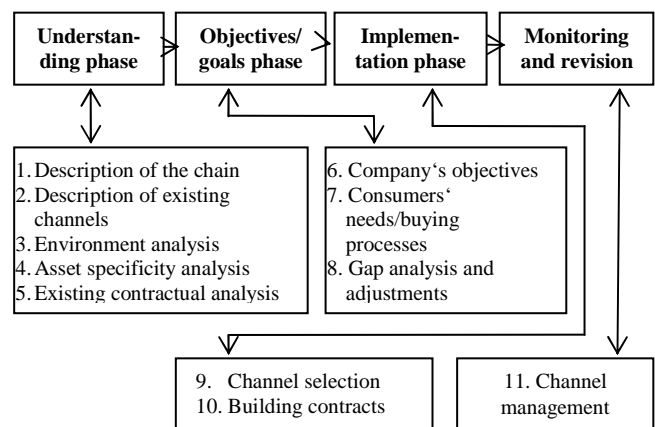 Understan-
ding phase
Objectives/
goals phase
Implemen-
tation phase
Monitoring
and revision
1. Description of the chain
2. Description of existing
channels
3. Environment analysis
4. Asset specificity analysis
5. Existing contractual analysis
6. Company‘s objectives
7. Consumers‘
needs/buying
processes
8. Gap analysis and
adjustments
9. Channel selection
10. Building contracts
11. Channel
management